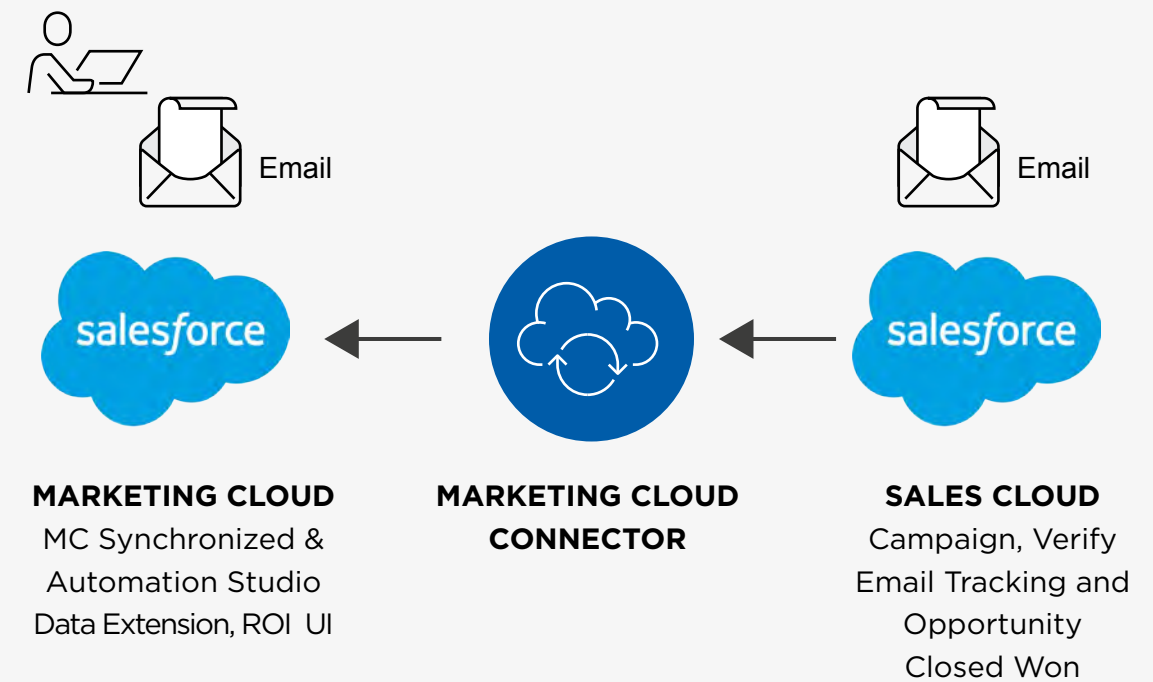 Email
Email
salesforce
salesforce
MARKETING CLOUD
MC Synchronized &
Automation Studio
Data Extension, ROI UI
MARKETING CLOUD
CONNECTOR
SALES CLOUD
Campaign, Verify
Email Tracking and
Opportunity
Closed Won